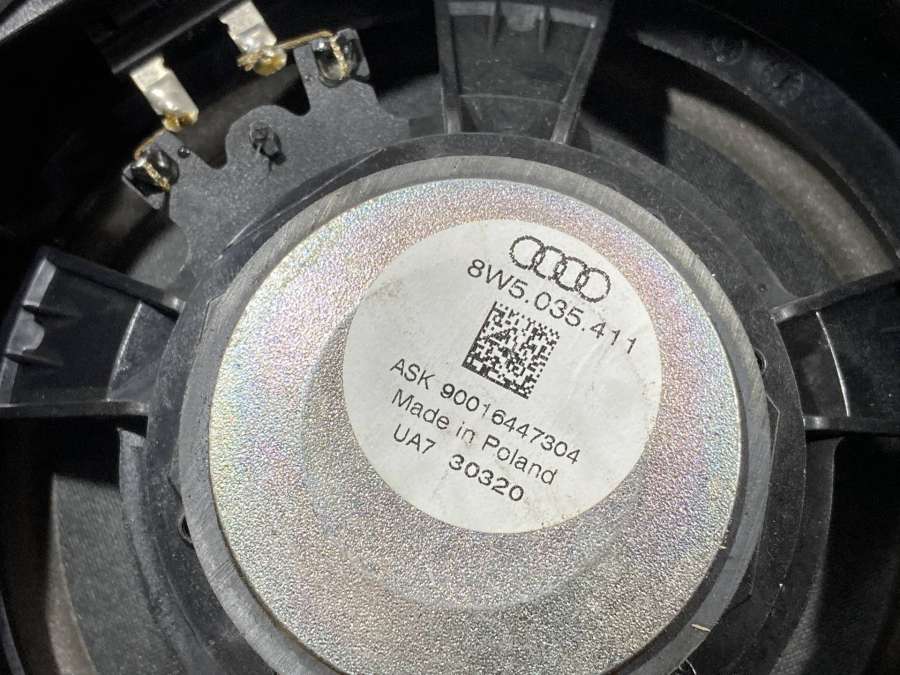 8W5.035.411
ASK 90016447304
Made in Poland
UA7 30320